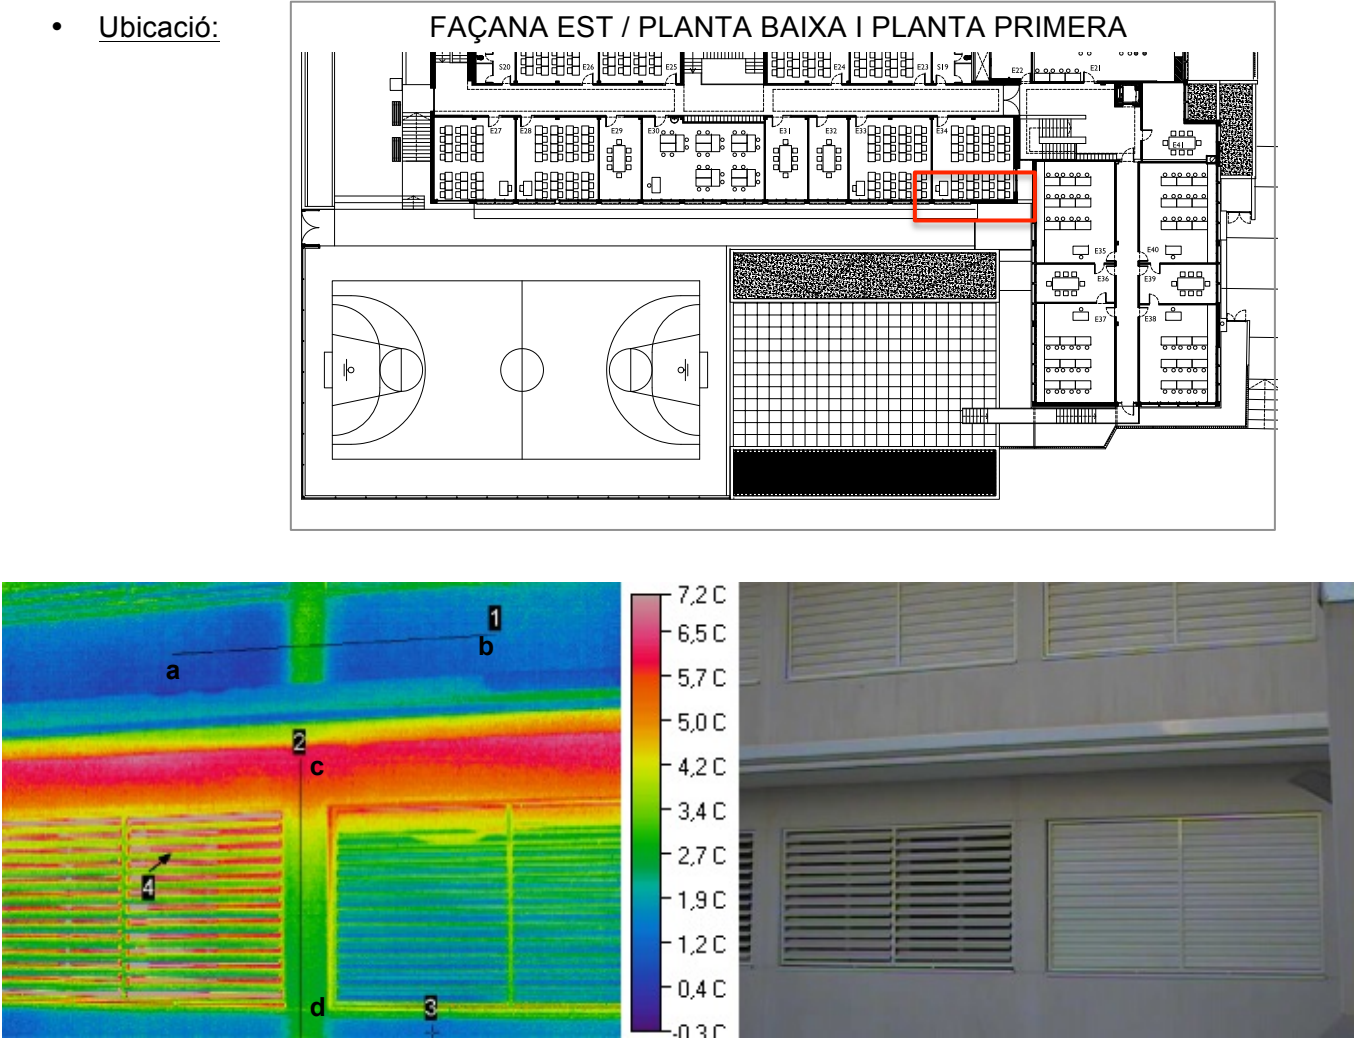 • Ubicació:
FAÇANA EST / PLANTA BAIXA I PLANTA PRIMERA
S20 E26 E25 E24 E23 S19 E22 E21
E27 E28 E29 E30 E31 E32 E33 E34 E41
E35 E40
E36 E39
E37 E38
1
a b
2
c
4
d 3
7,2 C
6,5 C
5,7 C
5,0 C
4,2 C
3,4 C
2,7 C
1,9 C
1,2 C
0,4 C
-0,3 C